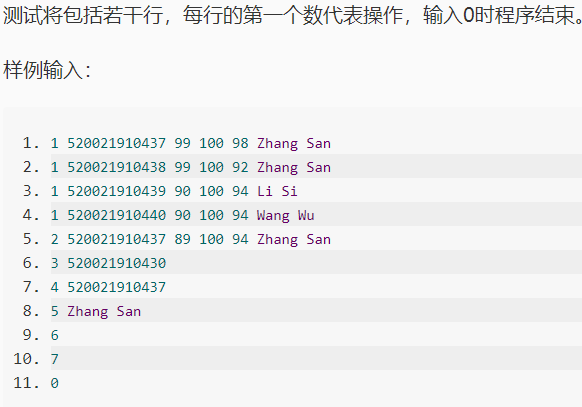 测试将包括若干行，每行的第一个数代表操作，输入0时程序结束。
样例输入：
1. 1 520021910437 99 100 98 Zhang San
2. 1 520021910438 99 100 92 Zhang San
3. 1 520021910439 90 100 94 Li Si
4. 1 520021910440 90 100 94 Wang Wu
5. 2 520021910437 89 100 94 Zhang San
6. 3 520021910430
7. 4 520021910437
8. 5 Zhang San
9. 6
10. 7
11. 0